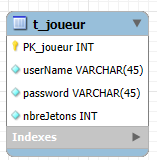 t_joueur
PK_joueur INT
userName VARCHAR(45)
password VARCHAR(45)
nbreJetons INT
Indexes